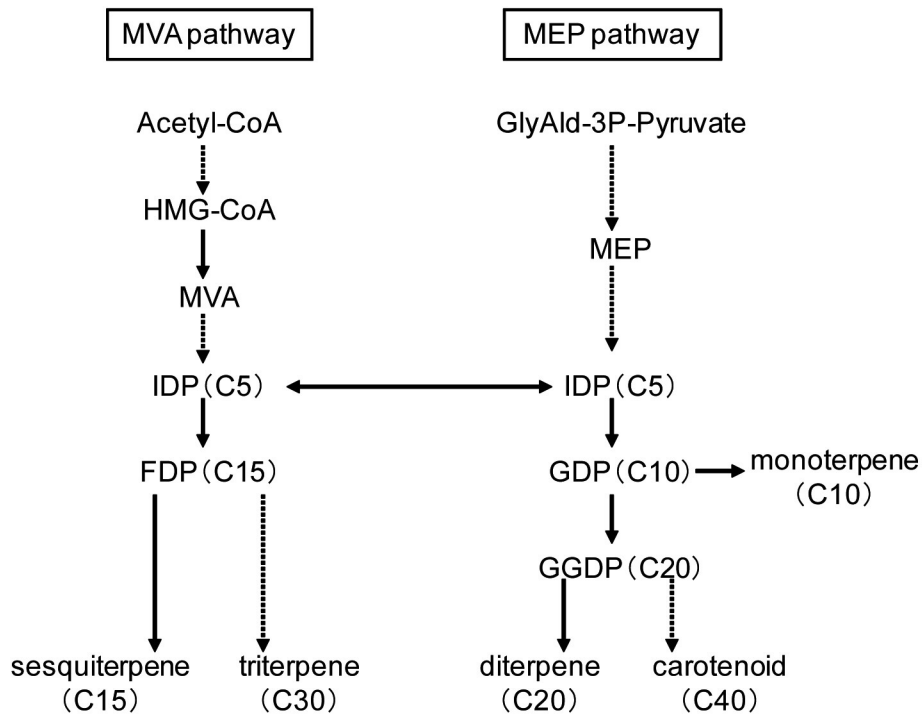 MVA pathway
MEP pathway
Acetyl-CoA
GlyAld-3P-Pyruvate
HMG-CoA
MEP
MVA
IDP(C5)
IDP(C5)
FDP(C15)
GDP(C10)
monoterpene
(C10)
GGDP(C20)
sesquiterpene
(C15)
triterpene
(C30)
diterpene
(C20)
carotenoid
(C40)